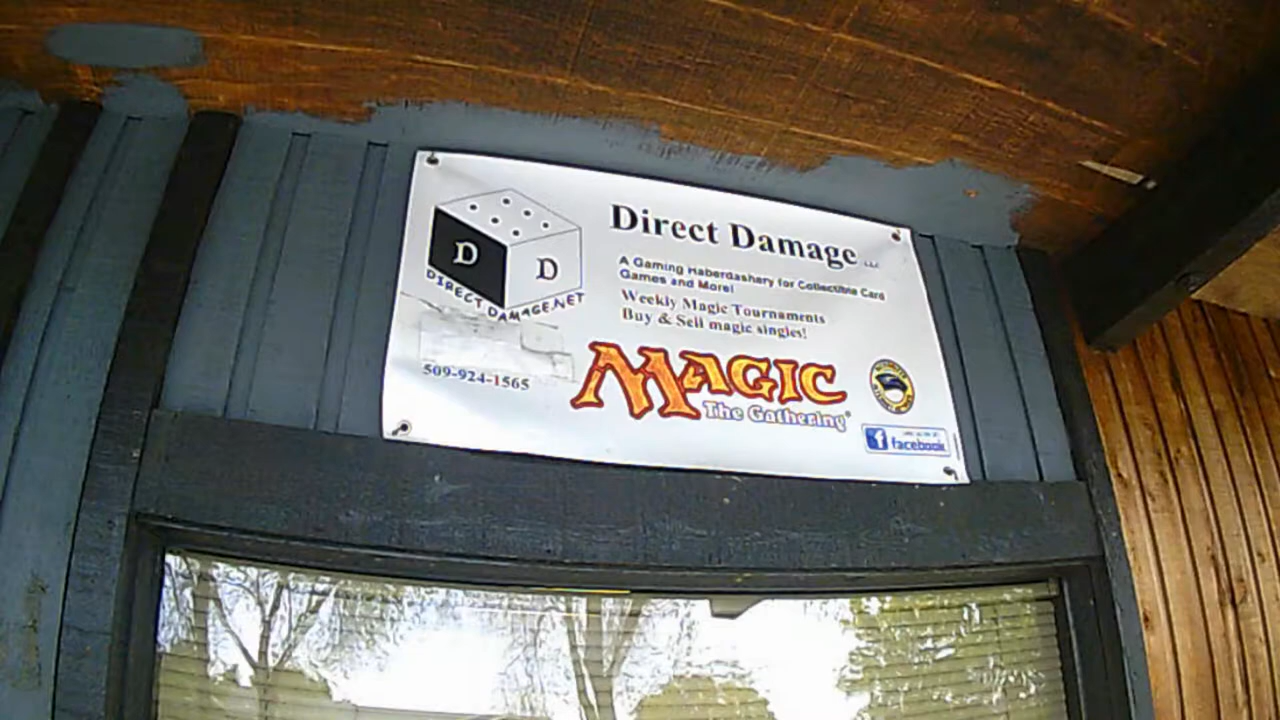 Direct Damage LLC
A Gaming Haberdashery for Collectible Card
Games and More!
Weekly Magic Tournaments
Buy & Sell magic singles!
D D
DIRECT DAMAGE.NET
509-924-1565
MAGIC
The Gathering®
facebook